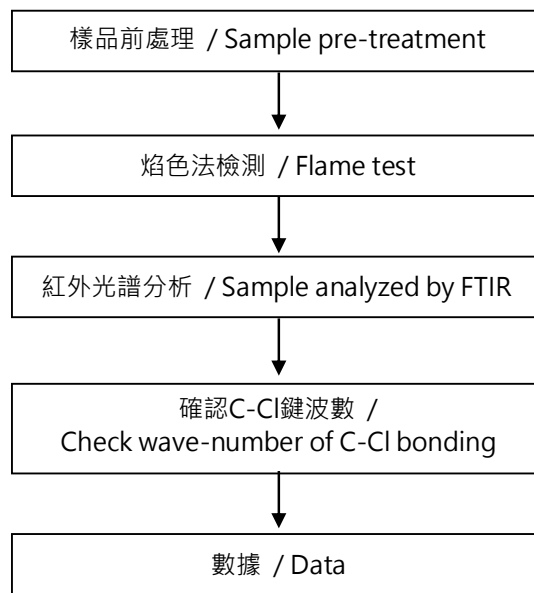 樣品前處理 / Sample pre-treatment
焰色法檢測 / Flame test
紅外光譜分析 / Sample analyzed by FTIR
確認C-Cl鍵波數 /
Check wave-number of C-Cl bonding
數據 / Data